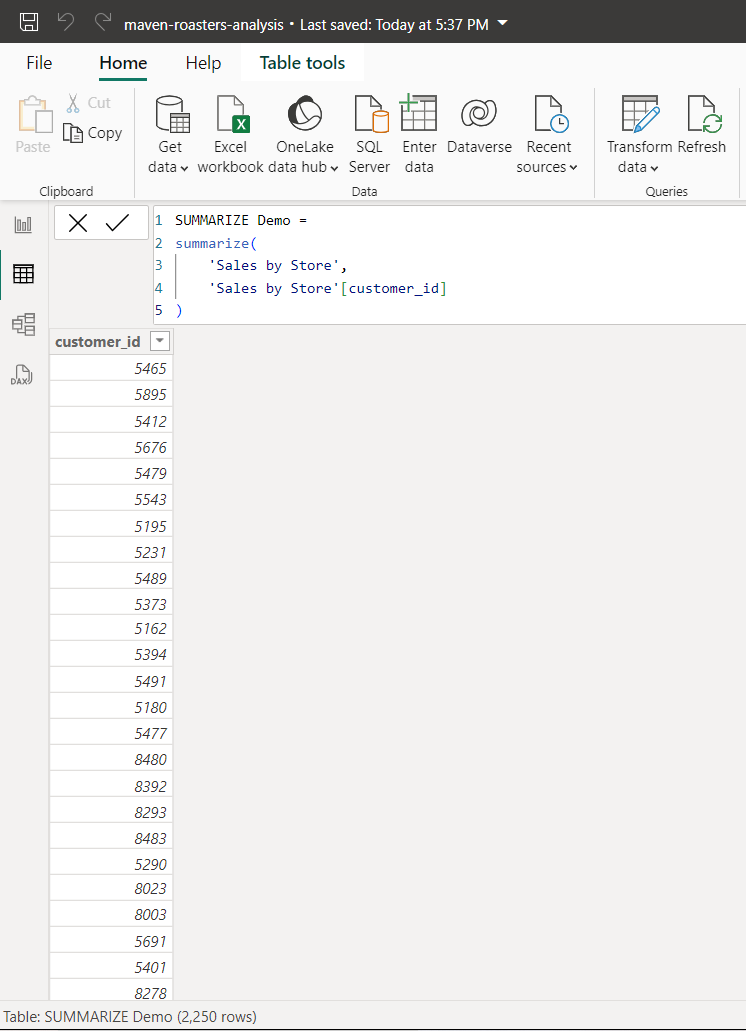 maven-roasters-analysis • Last saved: Today at 5:37 PM
File Home Help Table tools
Paste
Cut
Copy
Clipboard
Get data
Excel workbook
OneLake data hub
SQL Server
Enter data
Dataverse
Recent sources
Data
Transform data
Refresh
Queries
1 SUMMARIZE Demo =
2 summarize(
3 'Sales by Store',
4 'Sales by Store'[customer_id]
5 )
DAX
customer_id
5465
5895
5412
5676
5479
5543
5195
5231
5489
5373
5162
5394
5491
5180
5477
8480
8392
8293
8483
5290
8023
8003
5691
5401
8278
Table: SUMMARIZE Demo (2,250 rows)